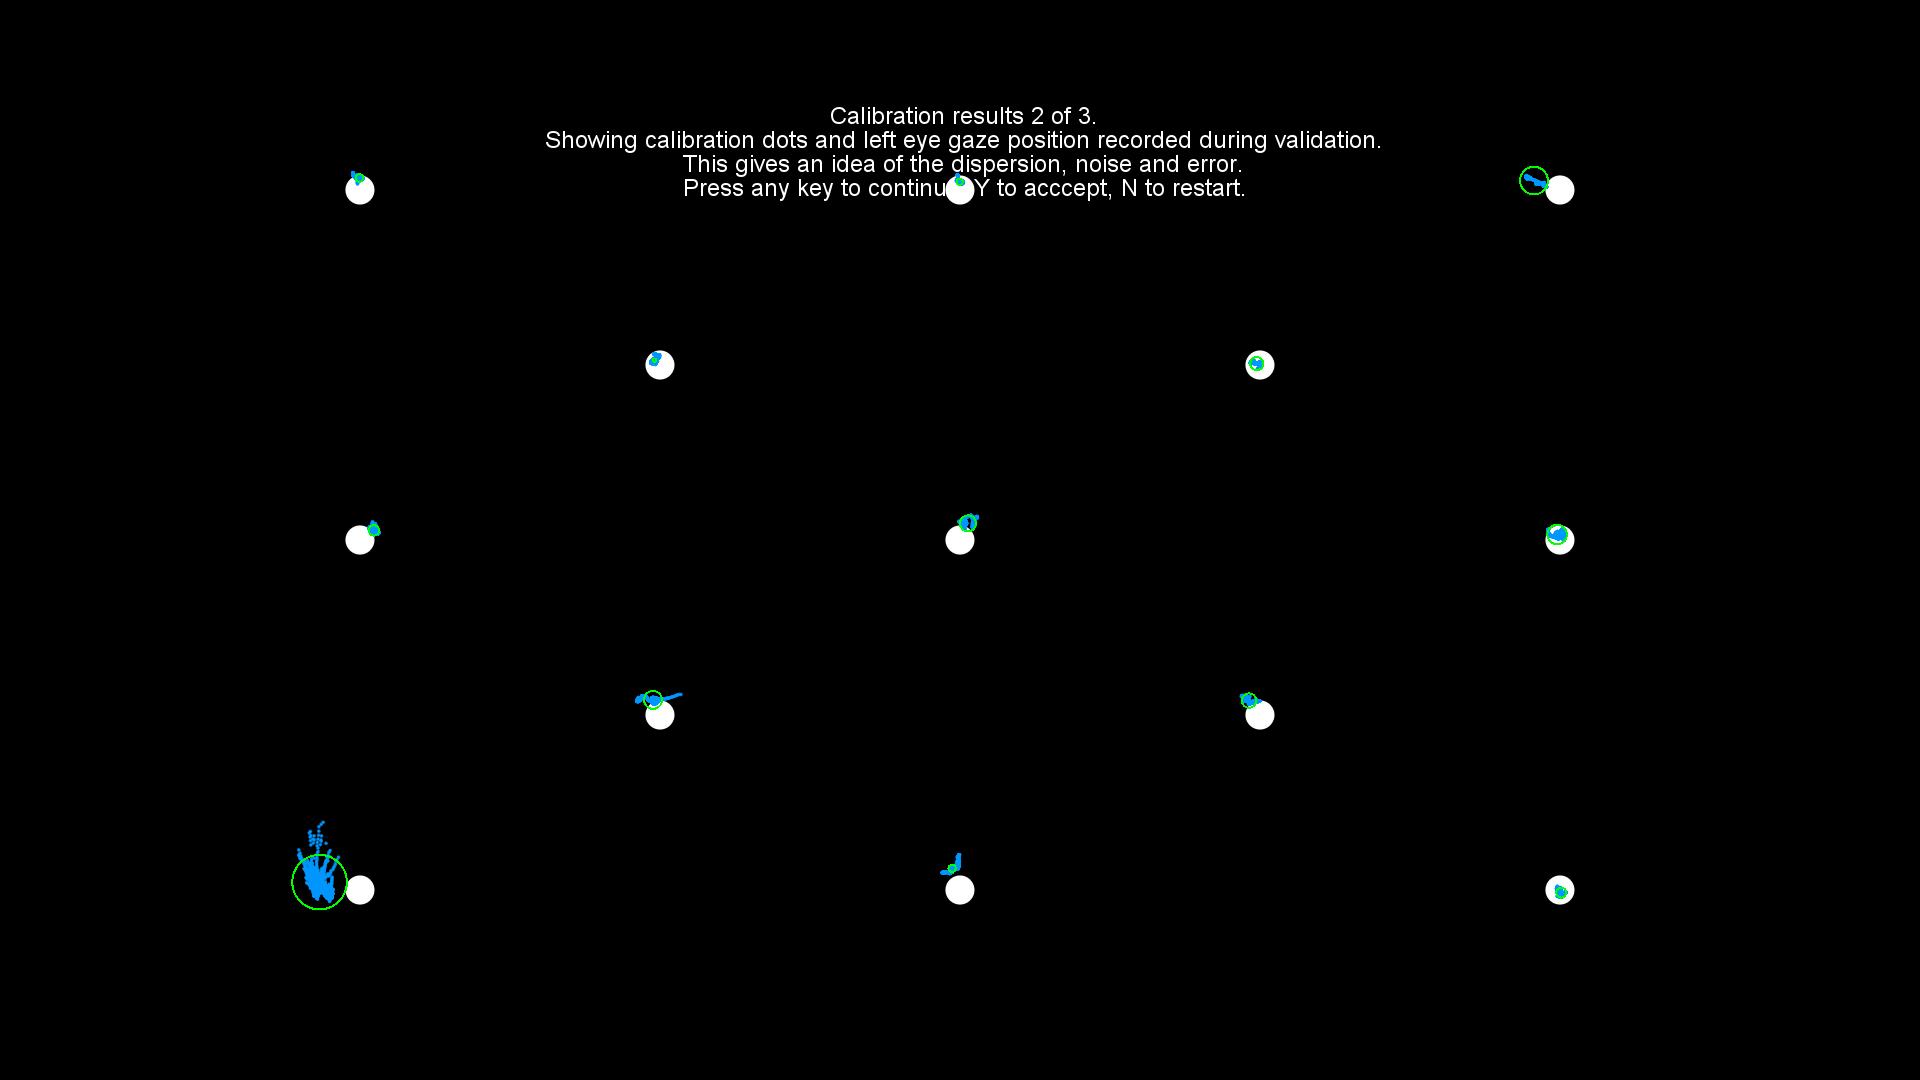 Calibration results 2 of 3.
Showing calibration dots and left eye gaze position recorded during validation.
This gives an idea of the dispersion, noise and error.
Press any key to continu Y to acccept, N to restart.